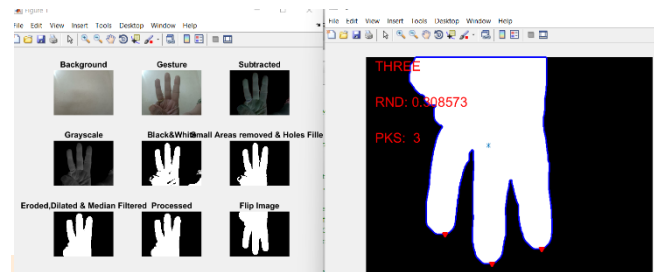 Figure 1
File Edit View Insert Tools Desktop Window Help
Background Gesture Subtracted
Grayscale Black&White Small Areas removed & Holes Fille
Eroded,Dilated & Median Filtered Processed Flip Image
File Edit View Insert Tools Desktop Window Help
THREE
RND: 0.308573
PKS: 3